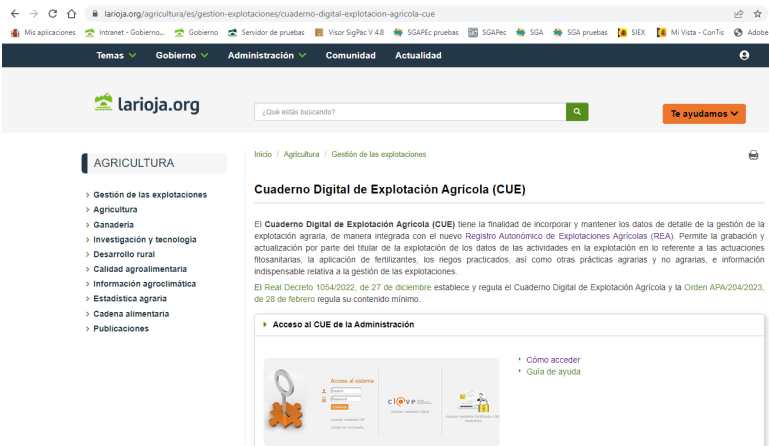 larioja.org/agricultura/es/gestion-explotaciones/cuaderno-digital-explotacion-agricola-cue
Mis aplicaciones Intranet - Gobierno... Gobierno Servidor de pruebas Visor SigPac V 4.8 SGAPEc pruebas SGAPec SGA SGA pruebas SIEX Mi Vista - ConTis Adobe
Temas Gobierno Administración Comunidad Actualidad
larioja.org
¿Qué estás buscando?
Te ayudamos
AGRICULTURA
Gestión de las explotaciones
Agricultura
Ganadería
Investigación y tecnología
Desarrollo rural
Calidad agroalimentaria
Información agroclimática
Estadística agraria
Cadena alimentaria
Publicaciones
Inicio / Agricultura / Gestión de las explotaciones
Cuaderno Digital de Explotación Agrícola (CUE)
El Cuaderno Digital de Explotación Agrícola (CUE) tiene la finalidad de incorporar y mantener los datos de detalle de la gestión de la
explotación agraria, de manera integrada con el nuevo Registro Autonómico de Explotaciones Agrícolas (REA). Permite la grabación y
actualización por parte del titular de la explotación de los datos de las actividades en la explotación en lo referente a las actuaciones
fitosanitarias, la aplicación de fertilizantes, los riegos practicados, así como otras prácticas agrarias y no agrarias, e información
indispensable relativa a la gestión de las explotaciones.
El Real Decreto 1054/2022, de 27 de diciembre establece y regula el Cuaderno Digital de Explotación Agrícola y la Orden APA/204/2023,
de 28 de febrero regula su contenido mínimo.
Acceso al CUE de la Administración
Acceso al sistema
cl@ve
Cómo acceder
Guía de ayuda